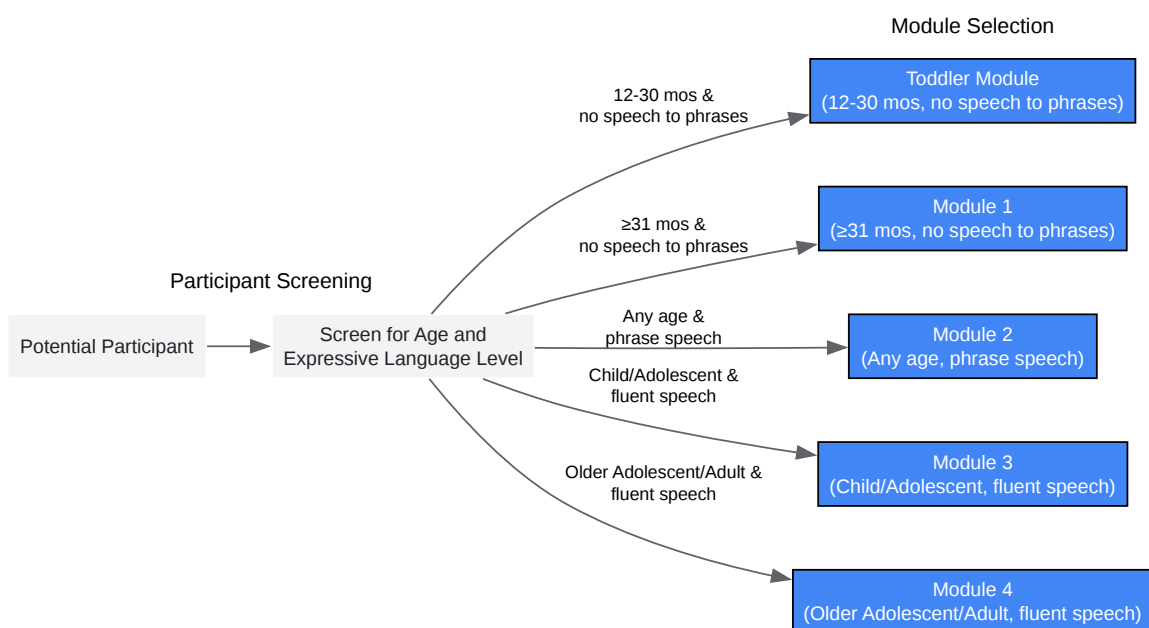 Module Selection
Toddler Module
(12-30 mos, no speech to phrases)
12-30 mos &
no speech to phrases
Module 1
(≥31 mos, no speech to phrases)
≥31 mos &
no speech to phrases
Participant Screening
Potential Participant
Screen for Age and
Expressive Language Level
Any age &
phrase speech
Module 2
(Any age, phrase speech)
Child/Adolescent &
fluent speech
Module 3
(Child/Adolescent, fluent speech)
Older Adolescent/Adult &
fluent speech
Module 4
(Older Adolescent/Adult, fluent speech)